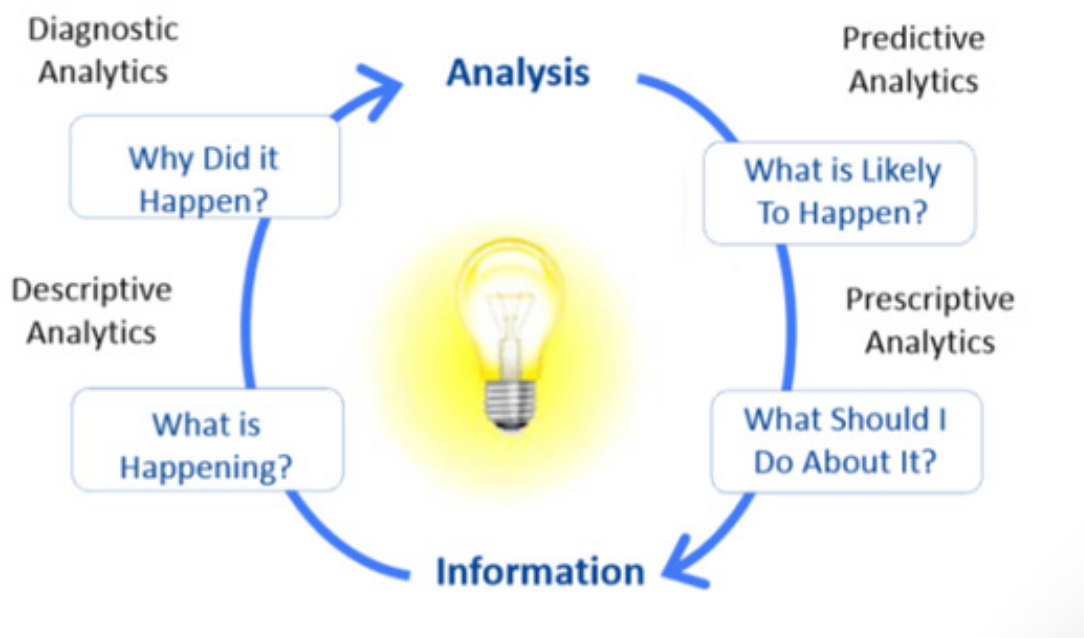 Diagnostic
Analytics
Analysis
Predictive
Analytics
Why Did it
Happen?
What is Likely
To Happen?
Descriptive
Analytics
Prescriptive
Analytics
What is
Happening?
What Should I
Do About It?
Information